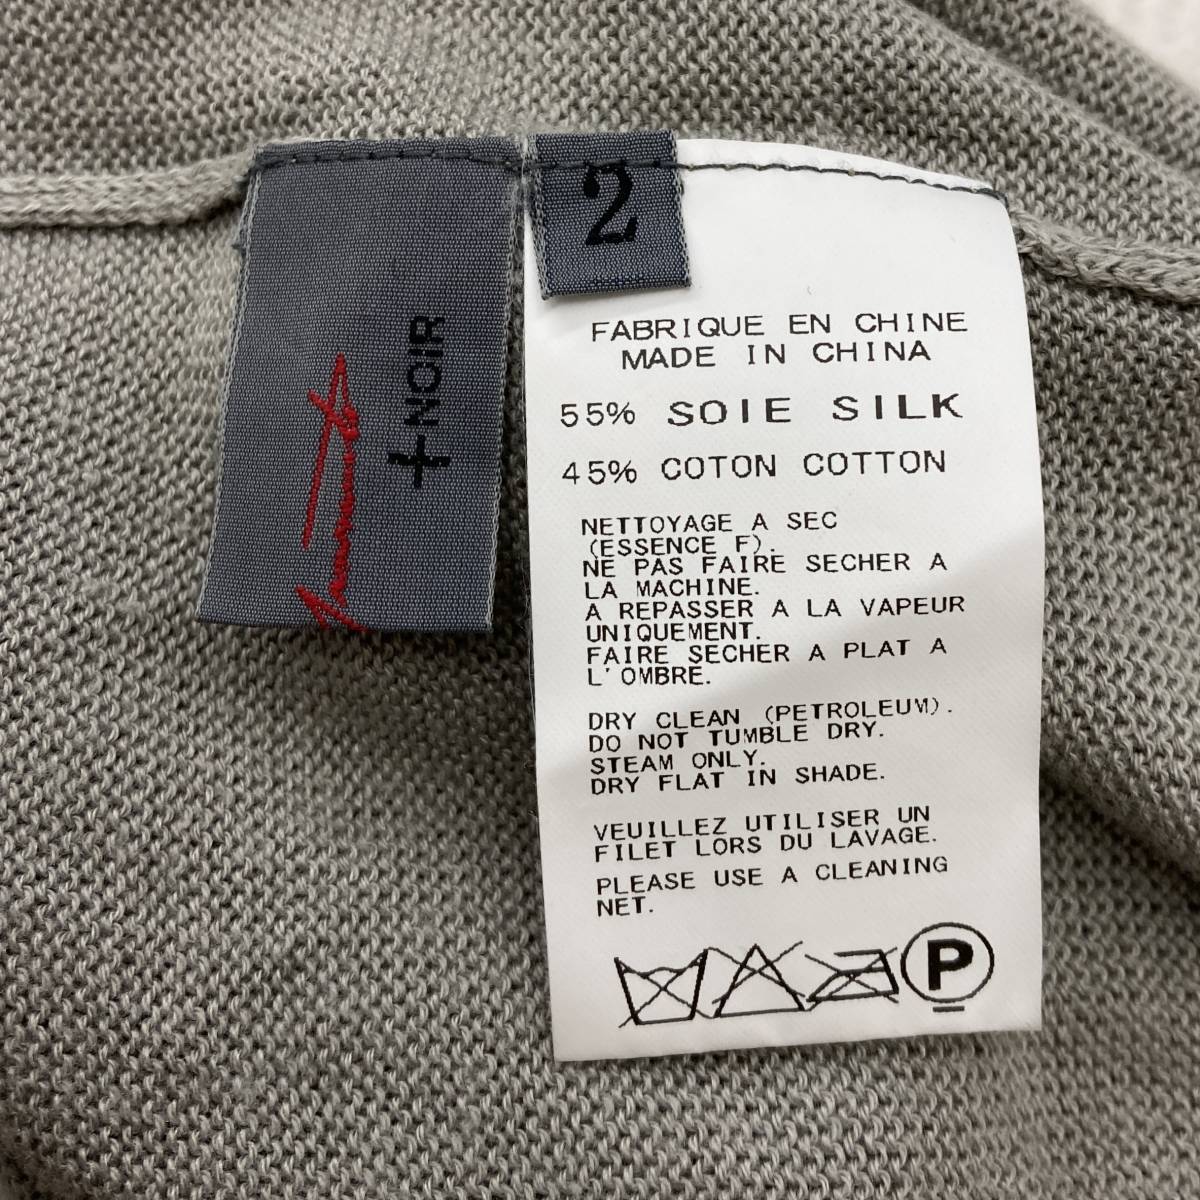 +NOIR
2
FABRIQUE EN CHINE
MADE IN CHINA
55% SOIE SILK
45% COTON COTTON
NETTOYAGE A SEC
(ESSENCE F).
NE PAS FAIRE SECHER A
LA MACHINE.
A REPASSER A LA VAPEUR
UNIQUEMENT.
FAIRE SECHER A PLAT A
L'OMBRE.
DRY CLEAN (PETROLEUM).
DO NOT TUMBLE DRY.
STEAM ONLY.
DRY FLAT IN SHADE.
VEUILLEZ UTILISER UN
FILET LORS DU LAVAGE.
PLEASE USE A CLEANING
NET.
P